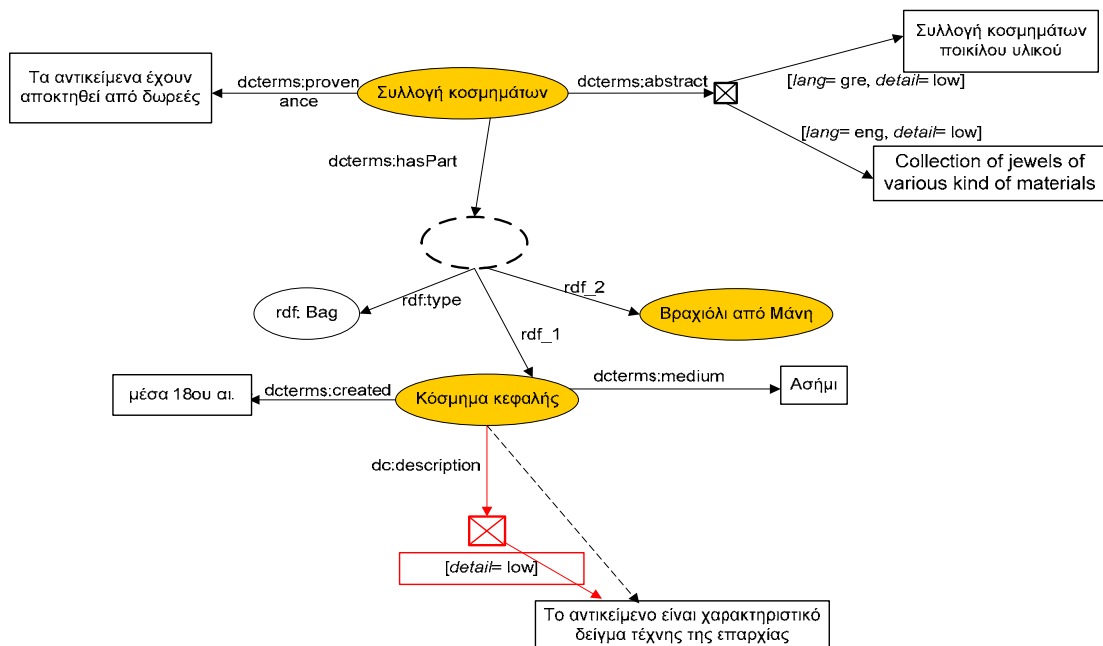 Συλλογή κοσμημάτων
ποικίλου υλικού
Τα αντικείμενα έχουν
αποκτηθεί από δωρεές
dcterms:proven
ance
Συλλογή κοσμημάτων
dcterms:abstract
[lang= gre, detail= low]
[lang= eng, detail= low]
Collection of jewels of
various kind of materials
dcterms:hasPart
rdf: Bag
rdf:type
rdf_2
Βραχιόλι από Μάνη
rdf_1
μέσα 18ου αι.
dcterms:created
Κόσμημα κεφαλής
dcterms:medium
Ασήμι
dc:description
[detail= low]
Το αντικείμενο είναι χαρακτηριστικό
δείγμα τέχνης της επαρχίας